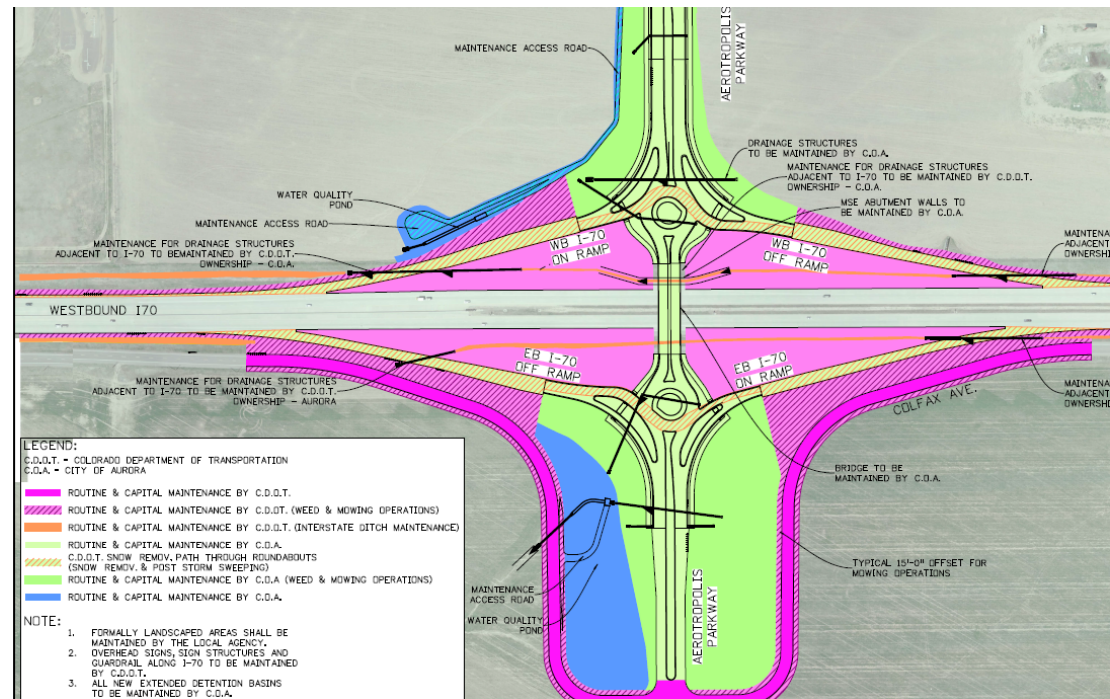 MAINTENANCE ACCESS ROAD
AEROTROPOLIS
PARKWAY
DRAINAGE STRUCTURES
TO BE MAINTAINED BY C.O.A.
MAINTENANCE FOR DRAINAGE STRUCTURES
ADJACENT TO I-70 TO BE MAINTAINED BY C.D.O.T.
OWNERSHIP - C.O.A.
MSE ABUTMENT WALLS TO
BE MAINTAINED BY C.O.A.
WATER QUALITY
POND
MAINTENANCE ACCESS ROAD
MAINTENANCE FOR DRAINAGE STRUCTURES
ADJACENT TO I-70 TO BEMAINTAINED BY C.D.O.T.
OWNERSHIP - C.O.A.
WB I-70
ON RAMP
WB I-70
OFF RAMP
MAINTENA
ADJACENT
OWNERSH
WESTBOUND I70
EB I-70
OFF RAMP
EB I-70
ON RAMP
MAINTENANCE FOR DRAINAGE STRUCTURES
ADJACENT TO I-70 TO BE MAINTAINED BY C.D.O.T.
OWNERSHIP - AURORA
MAINTENA
ADJACENT
OWNERSH
COLFAX AVE.
BRIDGE TO BE
MAINTAINED BY C.O.A.
LEGEND:
C.D.O.T. - COLORADO DEPARTMENT OF TRANSPORTATION
C.O.A. - CITY OF AURORA
ROUTINE & CAPITAL MAINTENANCE BY C.D.O.T.
ROUTINE & CAPITAL MAINTENANCE BY C.D.OT. (WEED & MOWING OPERATIONS)
ROUTINE & CAPITAL MAINTENANCE BY C.D.O.T. (INTERSTATE DITCH MAINTENANCE)
ROUTINE & CAPITAL MAINTENANCE BY C.O.A.
C.D.O.T. SNOW REMOV. PATH THROUGH ROUNDABOUTS
(SNOW REMOV. & POST STORM SWEEPING)
ROUTINE & CAPITAL MAINTENANCE BY C.O.A (WEED & MOWING OPERATIONS)
ROUTINE & CAPITAL MAINTENANCE BY C.O.A.
NOTE:
1. FORMALLY LANDSCAPED AREAS SHALL BE
MAINTAINED BY THE LOCAL AGENCY.
2. OVERHEAD SIGNS, SIGN STRUCTURES AND
GUARDRAIL ALONG I-70 TO BE MAINTAINED
BY C.D.O.T.
3. ALL NEW EXTENDED DETENTION BASINS
TO BE MAINTAINED BY C.O.A.
TYPICAL 15'-0" OFFSET FOR
MOWING OPERATIONS
MAINTENANCE
ACCESS ROAD
WATER QUALITY
POND
AEROTROPOLIS
PARKWAY